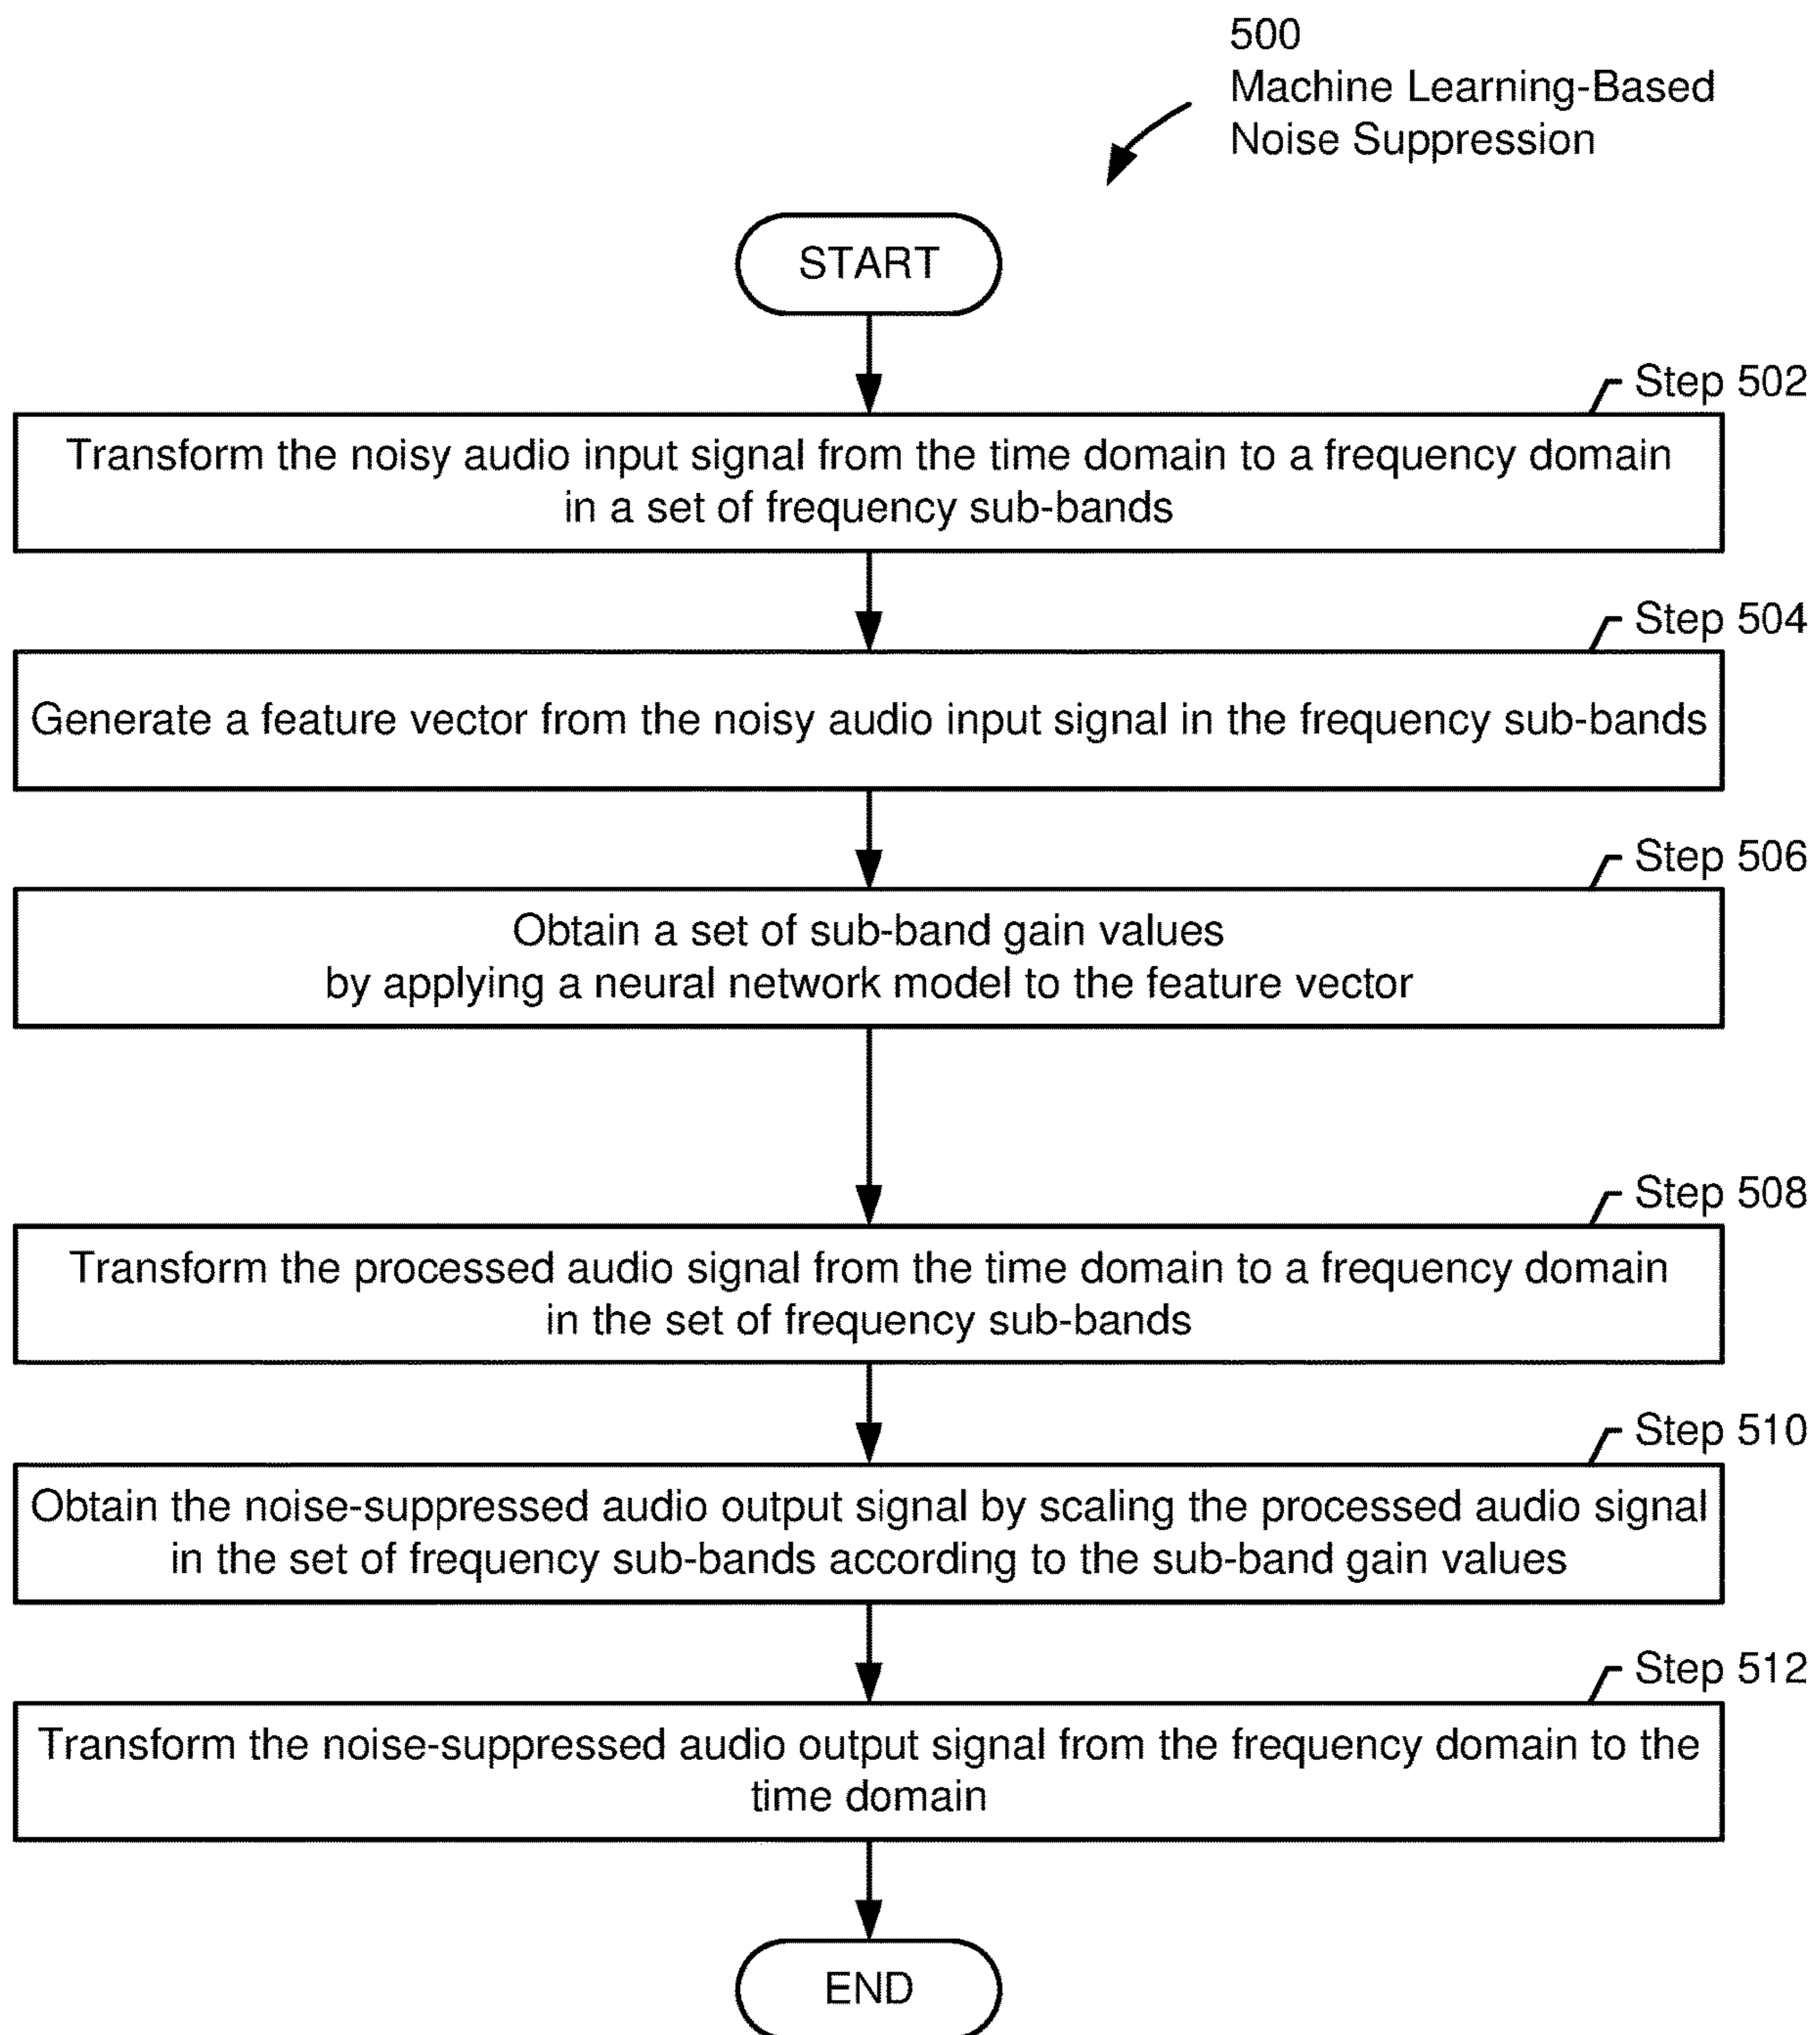 500
Machine Learning-Based
Noise Suppression
START
Step 502
Transform the noisy audio input signal from the time domain to a frequency domain
in a set of frequency sub-bands
Step 504
Generate a feature vector from the noisy audio input signal in the frequency sub-bands
Step 506
Obtain a set of sub-band gain values
by applying a neural network model to the feature vector
Step 508
Transform the processed audio signal from the time domain to a frequency domain
in the set of frequency sub-bands
Step 510
Obtain the noise-suppressed audio output signal by scaling the processed audio signal
in the set of frequency sub-bands according to the sub-band gain values
Step 512
Transform the noise-suppressed audio output signal from the frequency domain to the
time domain
END